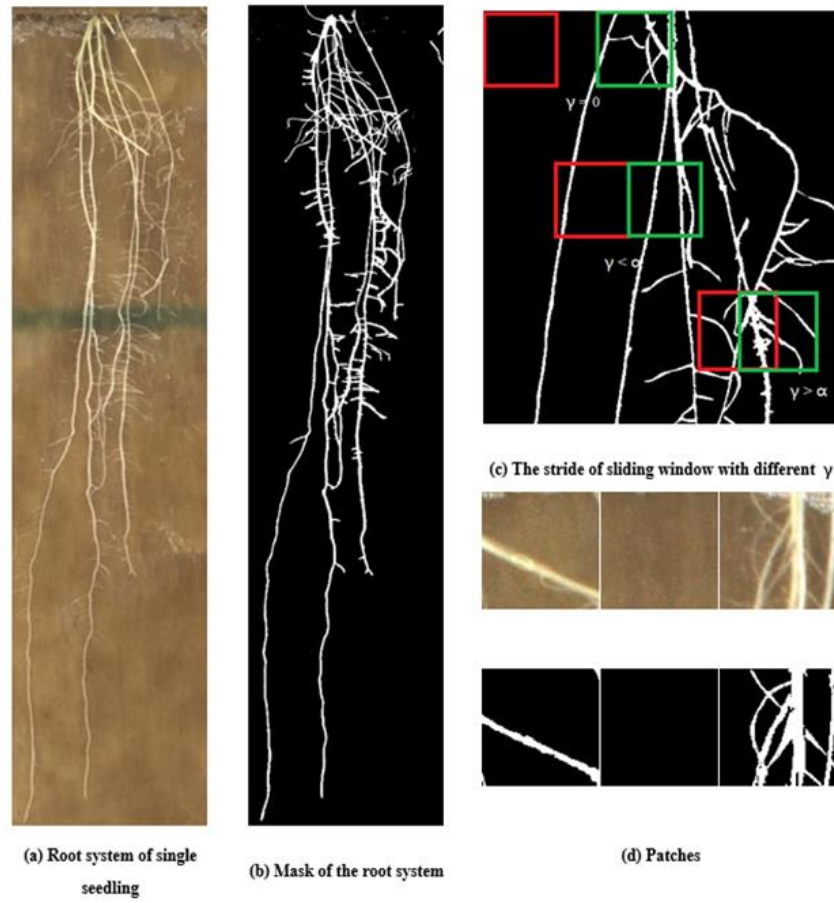 γ = 0
γ < α
γ > α
(c) The stride of sliding window with different γ
(a) Root system of single
seedling
(b) Mask of the root system
(d) Patches